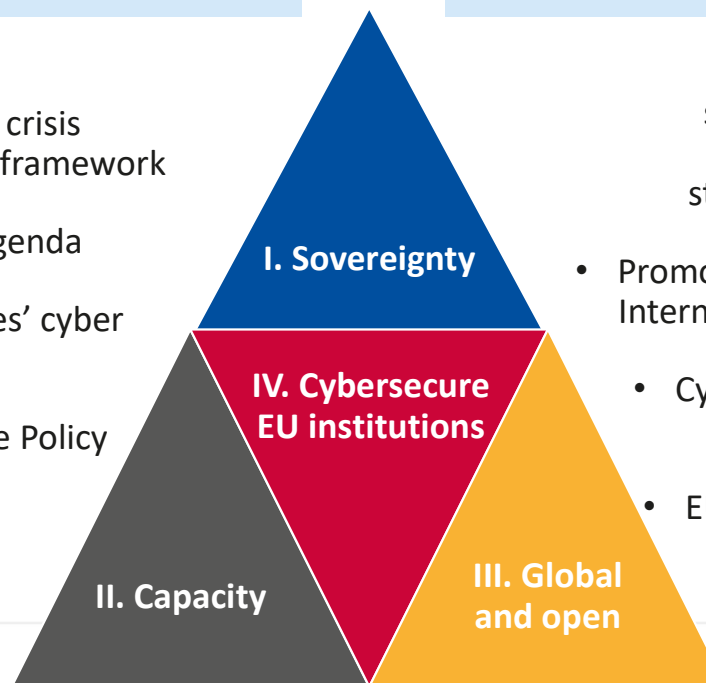 crisis
framework
genda
es’ cyber
e Policy
I. Sovereignty
IV. Cybersecure
EU institutions
II. Capacity
III. Global
and open
s
st
• Promo
Intern
• Cy
• E